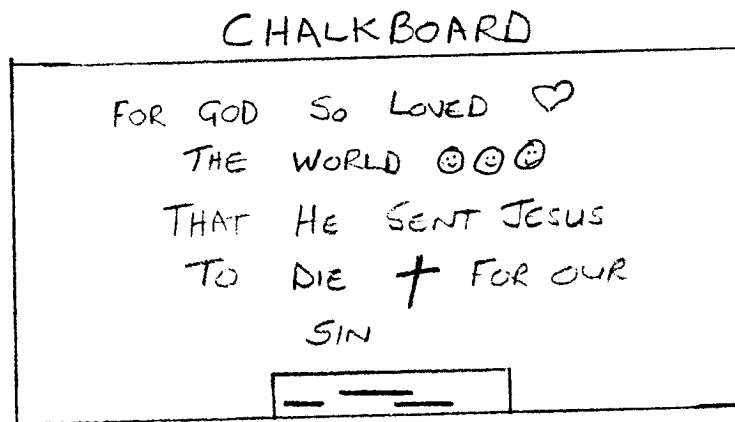 CHALKBOARD
FOR GOD SO LOVED
THE WORLD
THAT HE SENT JESUS
TO DIE FOR OUR
SIN